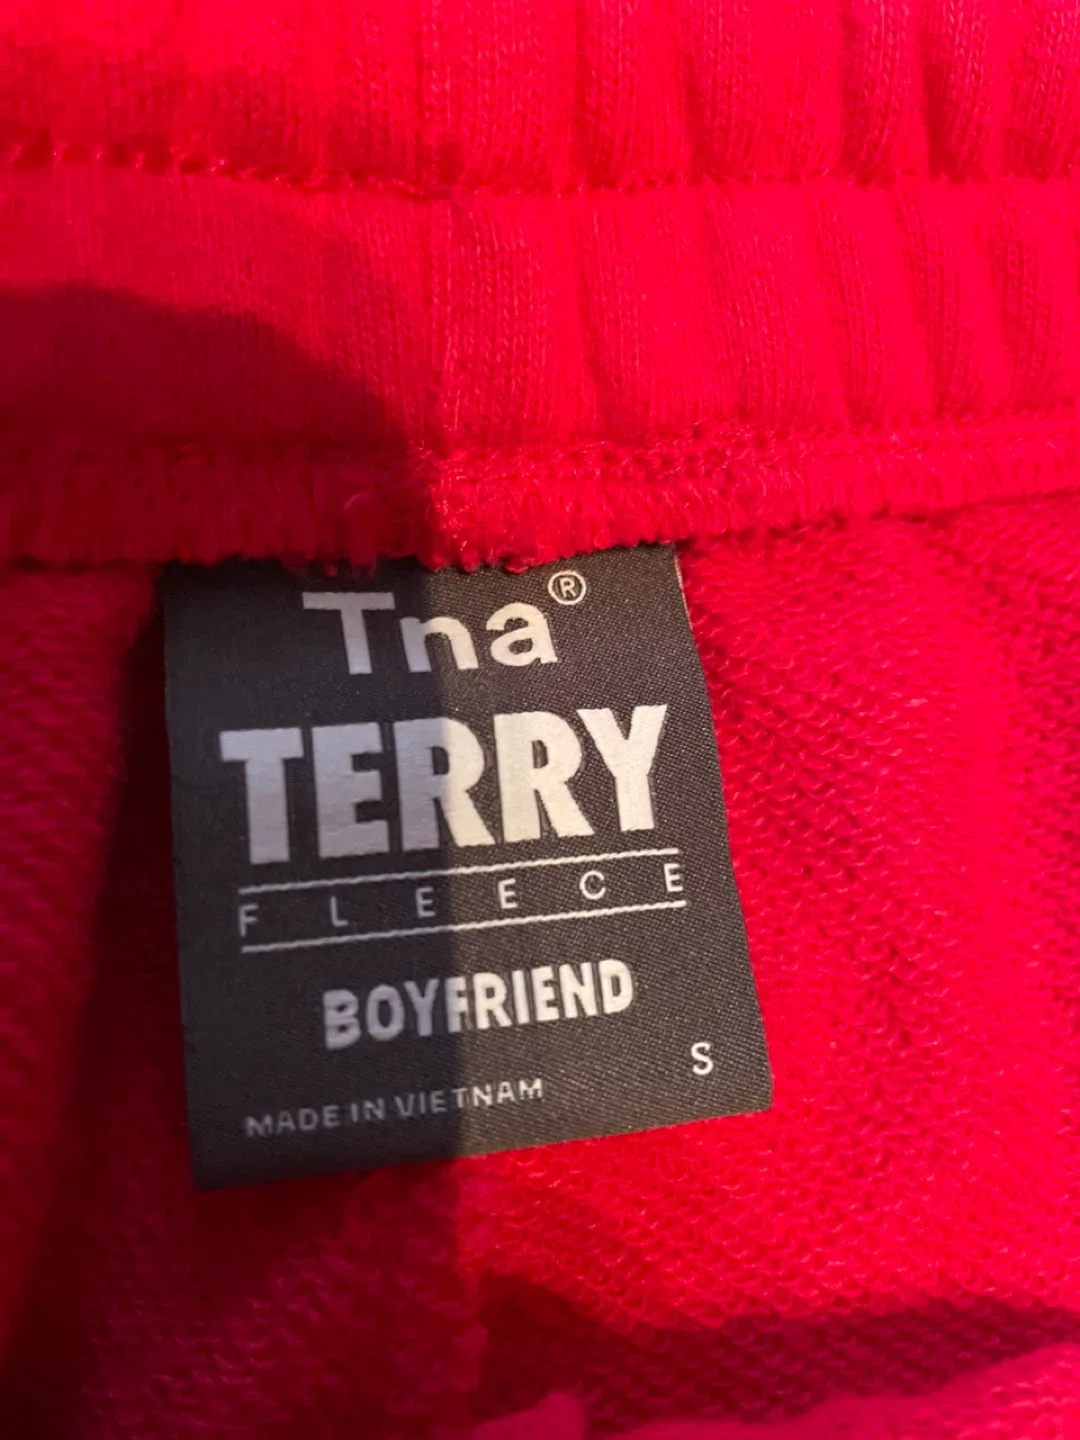 Tna®
TERRY
FLEECE
BOYFRIEND
S
MADE IN VIETNAM